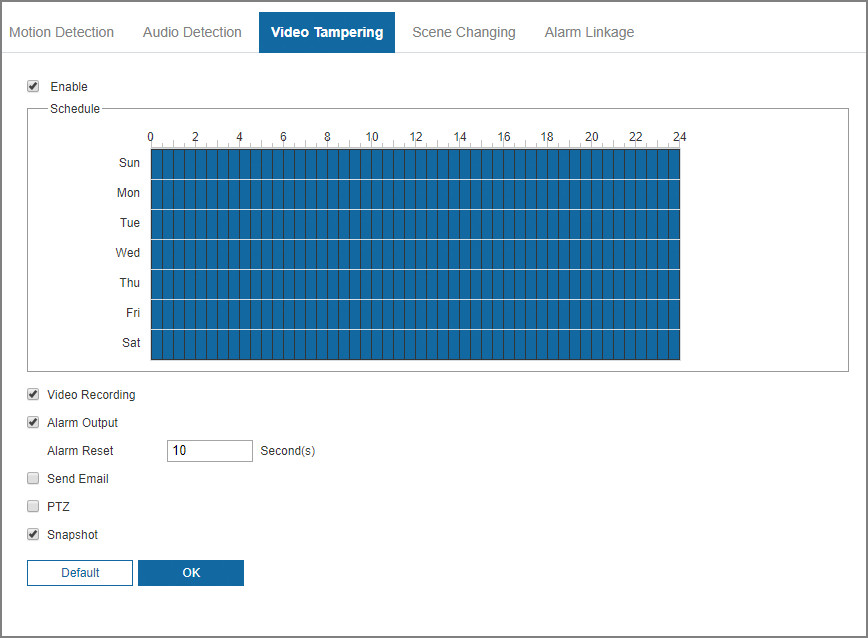 Motion Detection Audio Detection Video Tampering Scene Changing Alarm Linkage
Enable
Schedule
0 2 4 6 8 10 12 14 16 18 20 22 24
Sun
Mon
Tue
Wed
Thu
Fri
Sat
Video Recording
Alarm Output
Alarm Reset 10 Second(s)
Send Email
PTZ
Snapshot
Default OK